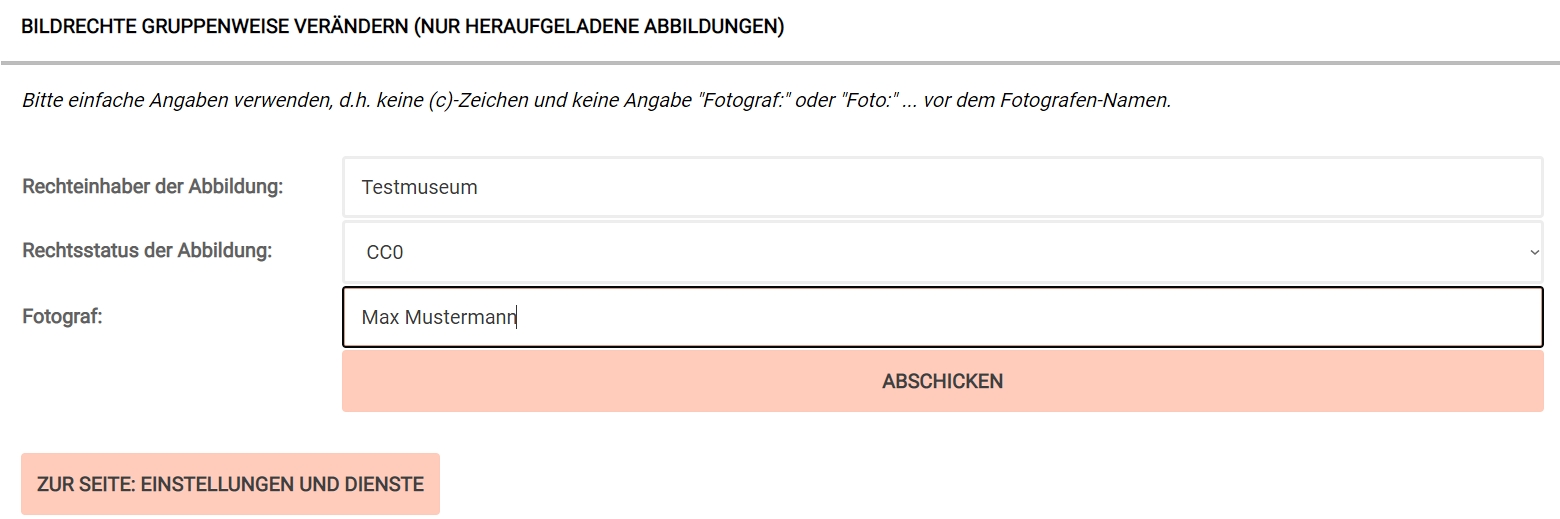 BILDRECHTE GRUPPENWEISE VERÄNDERN (NUR HERAUFGELADENE ABBILDUNGEN)
Bitte einfache Angaben verwenden, d.h. keine (c)-Zeichen und keine Angabe "Fotograf:" oder "Foto:" ... vor dem Fotografen-Namen.
Rechteinhaber der Abbildung: Testmuseum
Rechtsstatus der Abbildung: CC0
Fotograf: Max Mustermann
ABSCHICKEN
ZUR SEITE: EINSTELLUNGEN UND DIENSTE